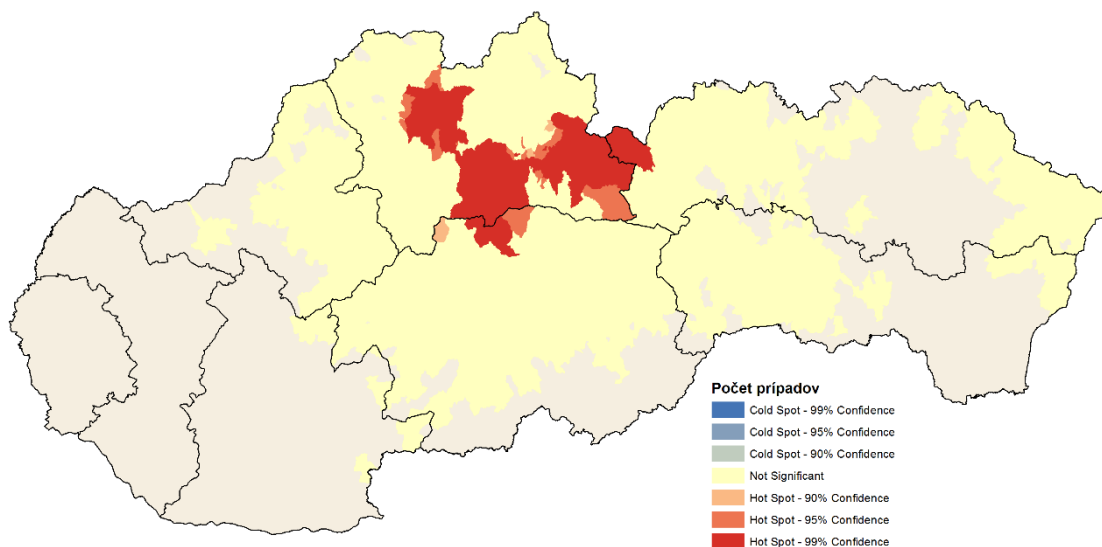 Počet prípadov
Cold Spot - 99% Confidence
Cold Spot - 95% Confidence
Cold Spot - 90% Confidence
Not Significant
Hot Spot - 90% Confidence
Hot Spot - 95% Confidence
Hot Spot - 99% Confidence